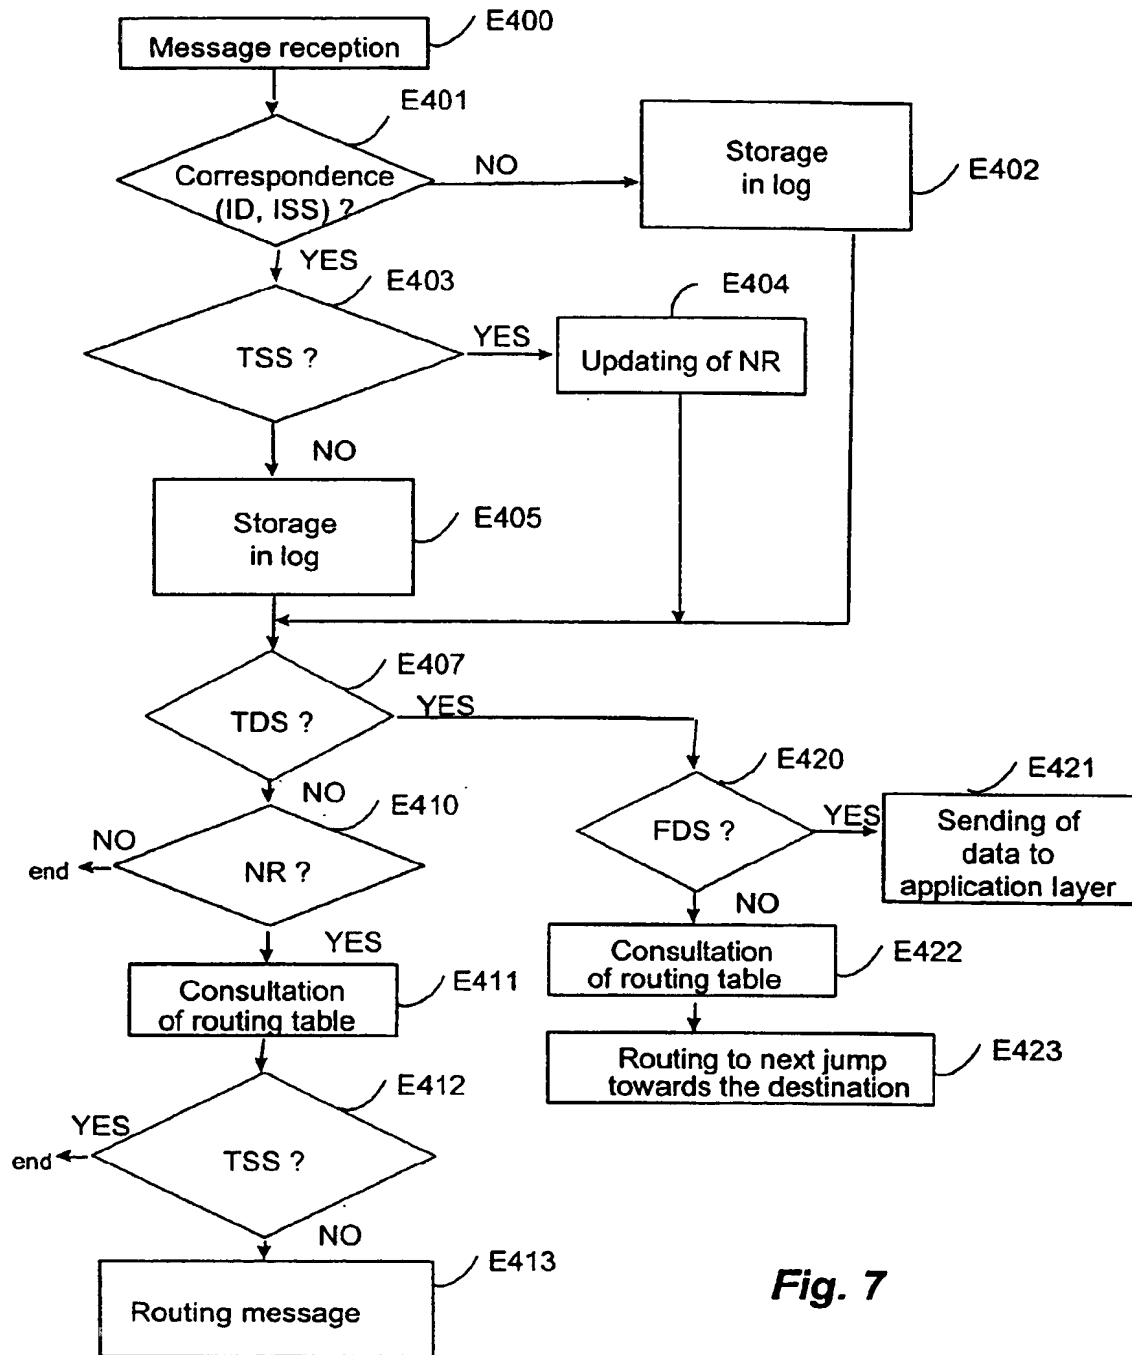 E400
Message reception
E401
Correspondence
(ID, ISS) ?
NO
Storage
in log
E402
YES
E403
TSS ?
YES
E404
Updating of NR
NO
Storage
in log
E405
E407
TDS ?
YES
NO
E410
NO
end
NR ?
E420
FDS ?
YES
E421
Sending of
data to
application layer
NO
YES
Consultation
of routing table
E422
Consultation
of routing table
E411
Routing to next jump
towards the destination
E423
E412
YES
end
TSS ?
NO
E413
Routing message
Fig. 7